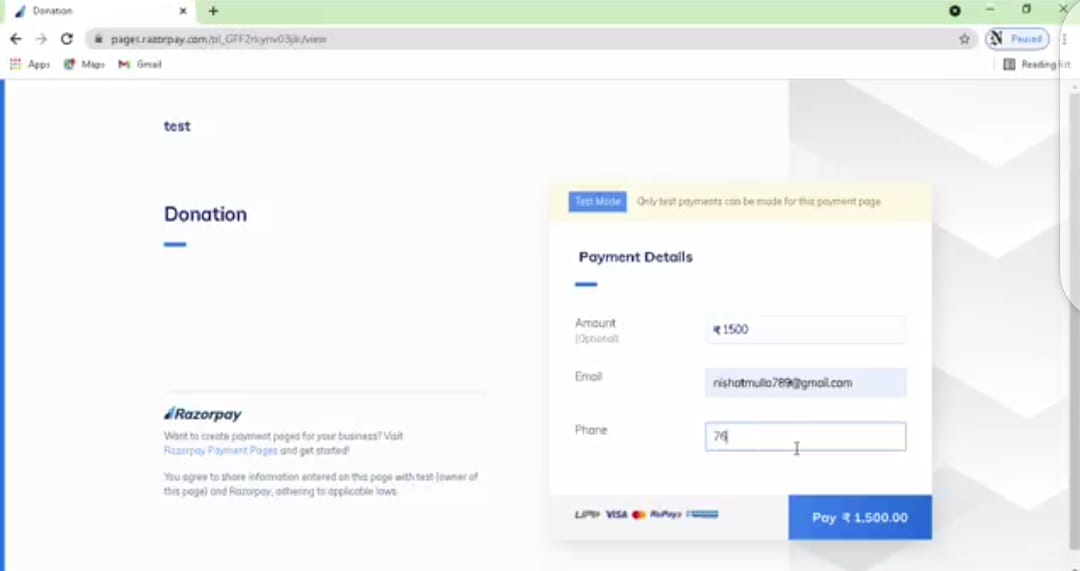 Donation
pages.razorpay.com/pl_GFF2rkynv03jik/view
Paused
Apps Maps Gmail
Reading list
test
Donation
Test Mode Only test payments can be made for this payment page.
Payment Details
Amount
(Optional)
₹ 1500
Email
nishatmulla789@gmail.com
Phone
76
Razorpay
Want to create payment pages for your business? Visit
Razorpay Payment Pages and get started!
You agree to share information entered on this page with test (owner of
this page) and Razorpay, adhering to applicable laws.
UPI VISA RuPay
Pay ₹ 1,500.00